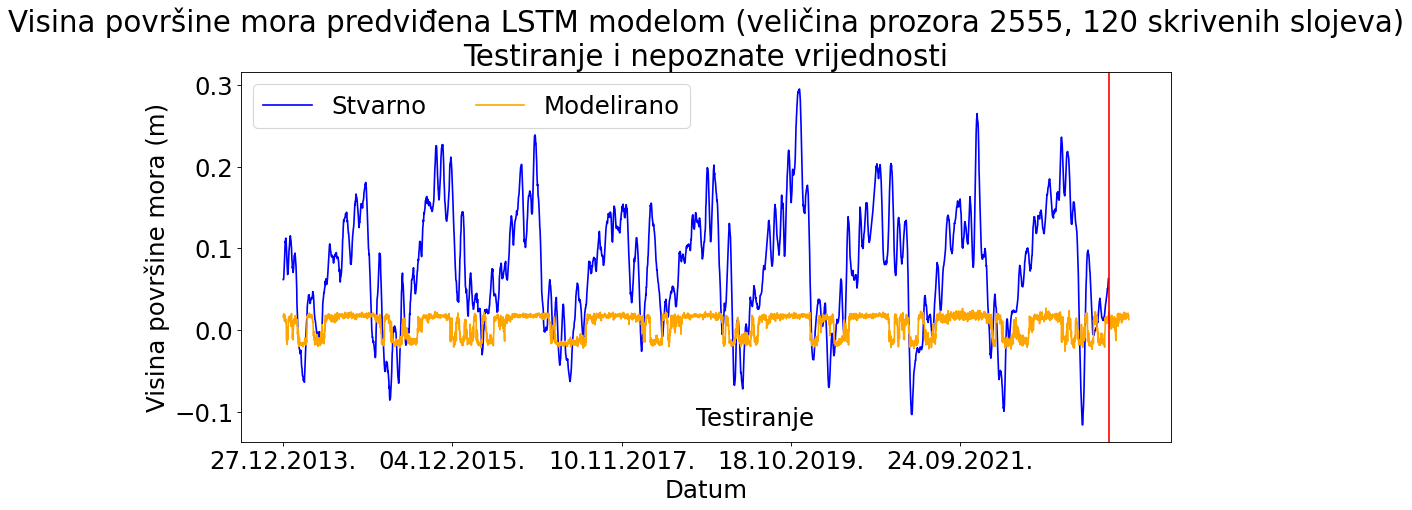 Visina površine mora predviđena LSTM modelom (veličina prozora 2555, 120 skrivenih slojeva)
Testiranje i nepoznate vrijednosti
Stvarno
Modelirano
Visina površine mora (m)
0.3
0.2
0.1
0.0
−0.1
Testiranje
27.12.2013.
04.12.2015.
10.11.2017.
18.10.2019.
24.09.2021.
Datum